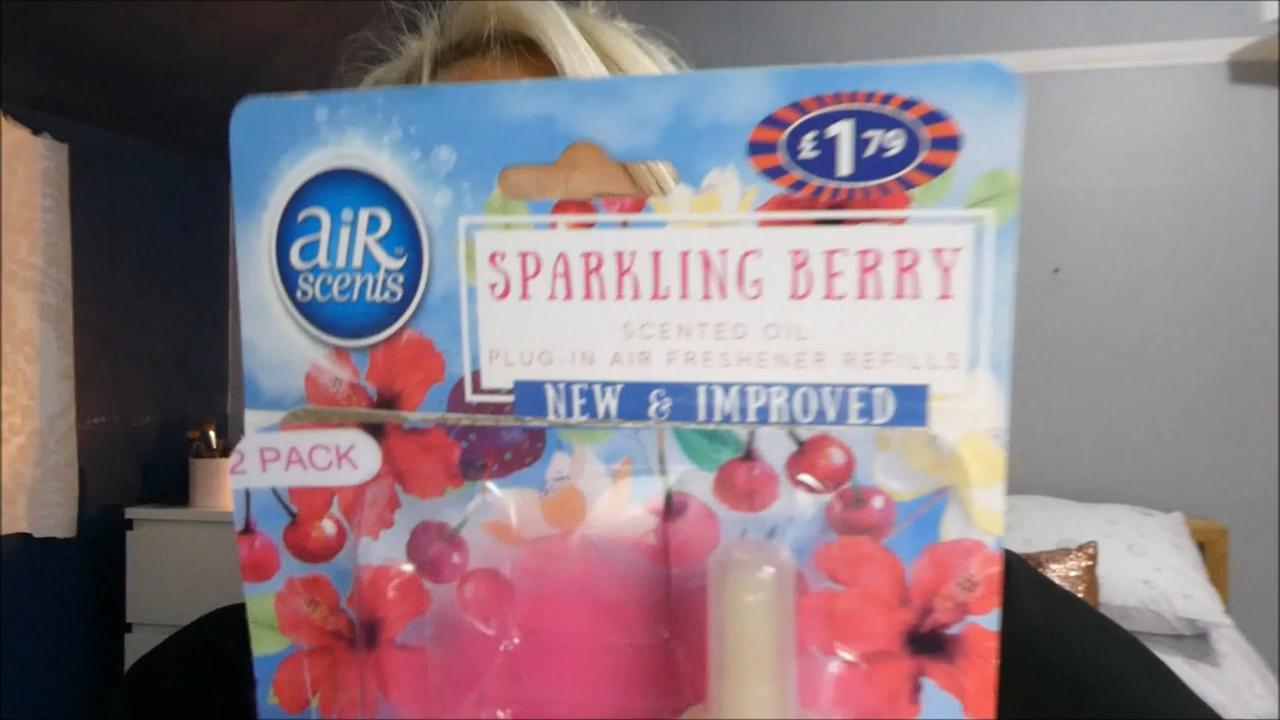 £1.79
aiR
scents
SPARKLING BERRY
SCENTED OIL
PLUG-IN AIR FRESHENER REFILLS
NEW & IMPROVED
2 PACK